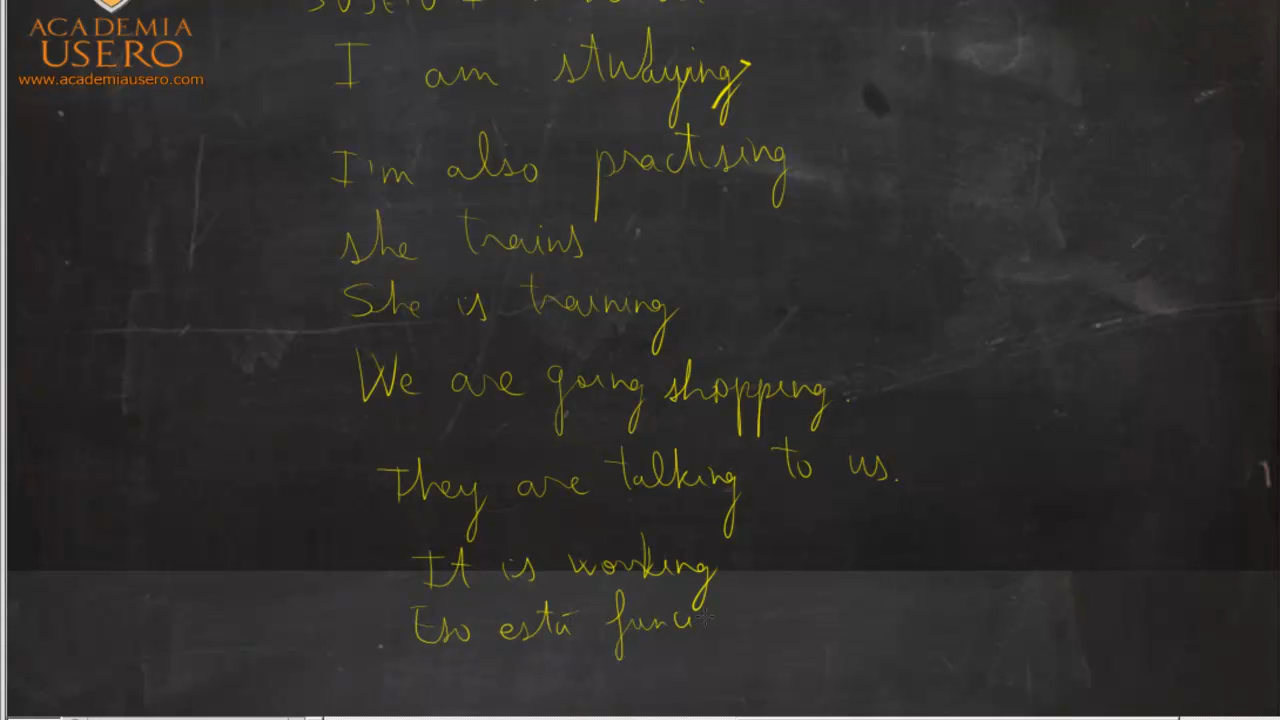 ACADEMIA
USERO
www.academiausero.com
I am studying
I'm also practising
she trains
She is training
We are going shopping.
They are talking to us.
It is working
Eso está func